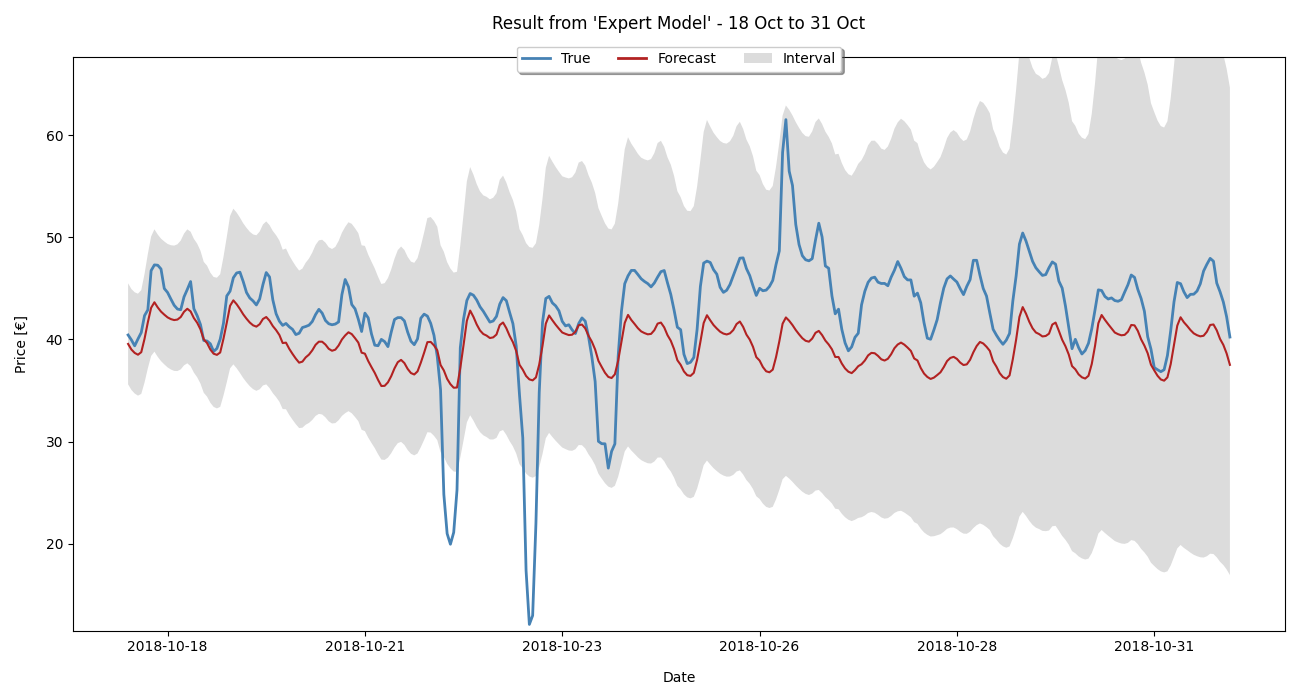 Result from 'Expert Model' - 18 Oct to 31 Oct
True Forecast Interval
Price [€]
60
50
40
30
20
2018-10-18 2018-10-21 2018-10-23 2018-10-26 2018-10-28 2018-10-31
Date